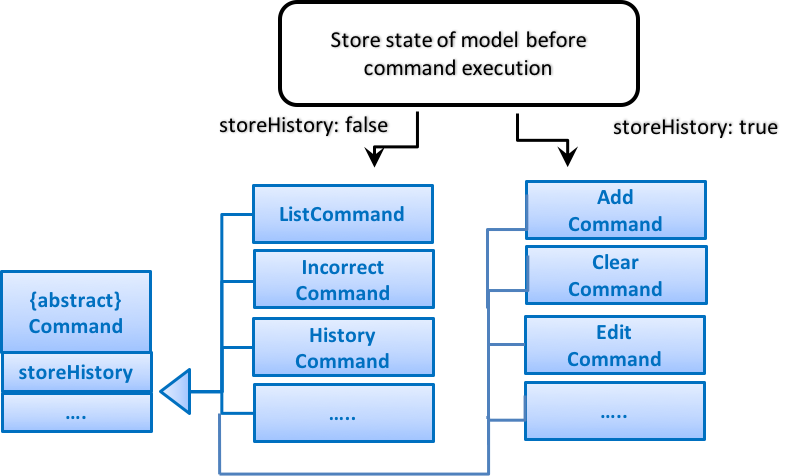 Store state of model before
command execution
storeHistory: false
storeHistory: true
ListCommand
Incorrect
Command
History
Command
.....
Add
Command
Clear
Command
Edit
Command
.....
{abstract}
Command
storeHistory
....